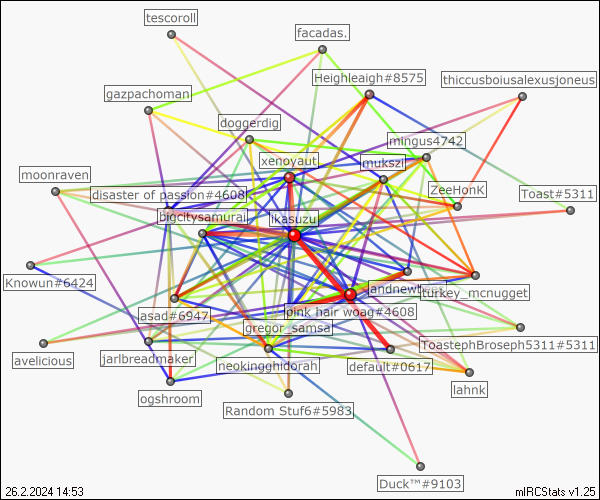 tescoroll
facadas.
Heighleaigh#8575
thiccusboiusalexusjoneus
gazpachoman
doggerdig
mingus4742
xenoyaut
mukszi
moonraven
disaster of passion#4608
ZeeHonK
Toast#5311
bigcitysamurai
ikasuzu
Knowun#6424
turkey_mcnugget
asad#6947
pink hair woag#4608
gregor_samsa
ToastephBroseph5311#5311
avelicious
jarlbreadmaker
neokingghidorah
default#0617
lahnk
ogshroom
Random Stuf6#5983
Duck™#9103
26.2.2024 14:53
mIRCStats v1.25